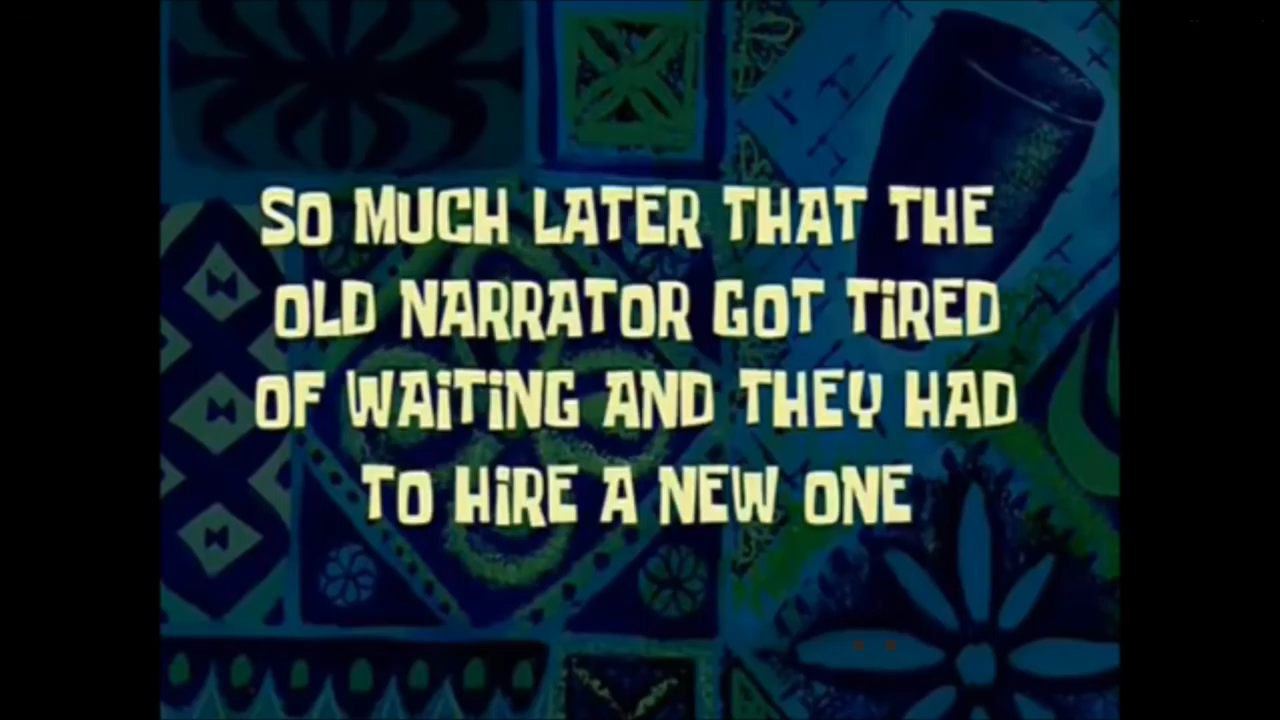 SO MUCH LATER THAT THE
OLD NARRATOR GOT TiRED
OF WAiTiNG AND THEY HAD
TO HiRE A NEW ONE